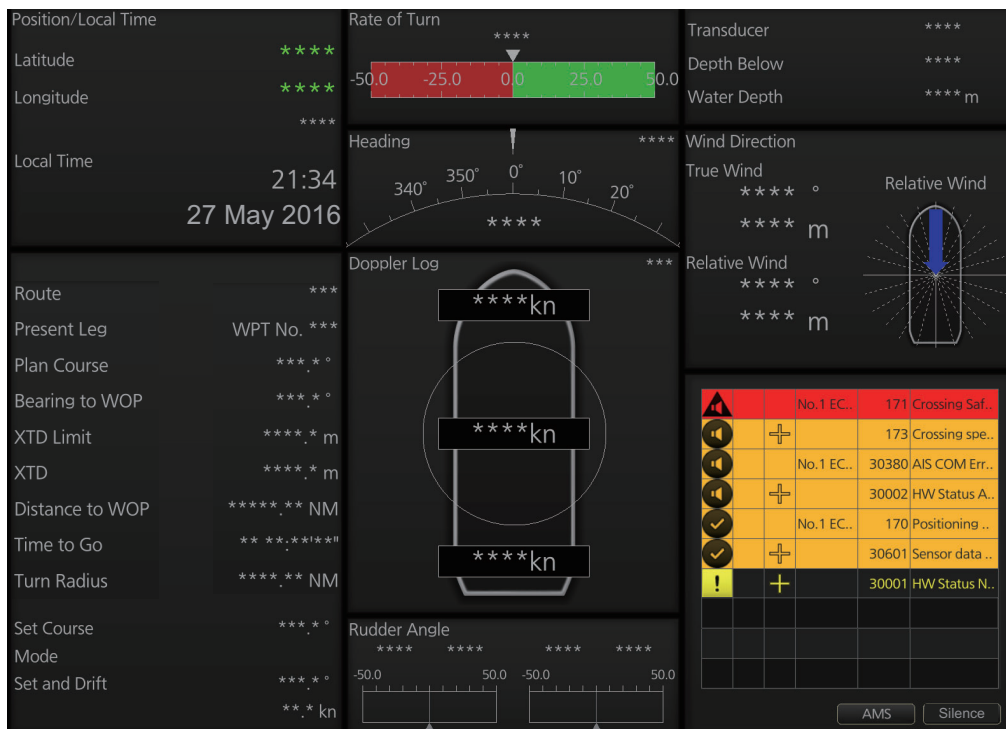 Position/Local Time
Latitude ****
Longitude ****
****
Local Time
21:34
27 May 2016
Rate of Turn
****
-50.0 -25.0 0.0 25.0 50.0
Heading ****
340° 350° 0° 10° 20°
****
Transducer ****
Depth Below ****
Water Depth ****m
Wind Direction
True Wind
**** °
**** m
Relative Wind
**** °
**** m
Relative Wind
Route ***
Present Leg WPT No. ***
Plan Course ***.* °
Bearing to WOP ***.* °
XTD Limit ****.* m
XTD ****.* m
Distance to WOP *****.** NM
Time to Go ** **:**'**"
Turn Radius ****.** NM
Set Course ***.* °
Mode
Set and Drift ***.* °
**.* kn
Doppler Log ***
****kn
****kn
****kn
Rudder Angle
**** **** **** ****
-50.0 50.0 -50.0 50.0
No.1 EC.. 171 Crossing Saf..
173 Crossing spe..
No.1 EC.. 30380 AIS COM Err..
30002 HW Status A..
No.1 EC.. 170 Positioning ..
30601 Sensor data ..
! 30001 HW Status N..
AMS Silence